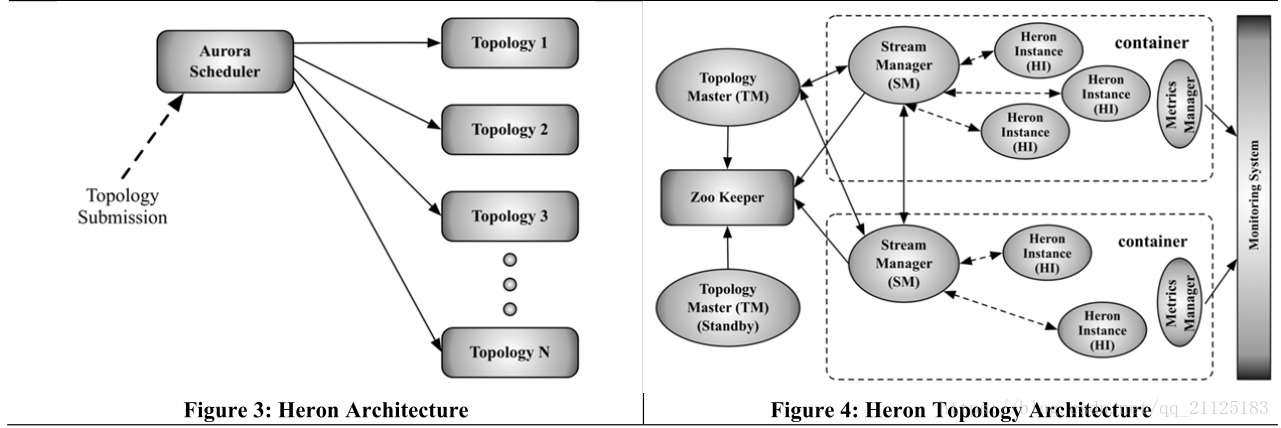 Aurora
Scheduler
Topology
Submission
Topology 1
Topology 2
Topology 3
Topology N
Figure 3: Heron Architecture
Topology
Master (TM)
Zoo Keeper
Topology
Master (TM)
(Standby)
Stream
Manager
(SM)
Heron
Instance
(HI)
Heron
Instance
(HI)
Heron
Instance
(HI)
container
Metrics
Manager
Stream
Manager
(SM)
Heron
Instance
(HI)
Heron
Instance
(HI)
container
Metrics
Manager
Monitoring System
Figure 4: Heron Topology Architecture
qq_21125183